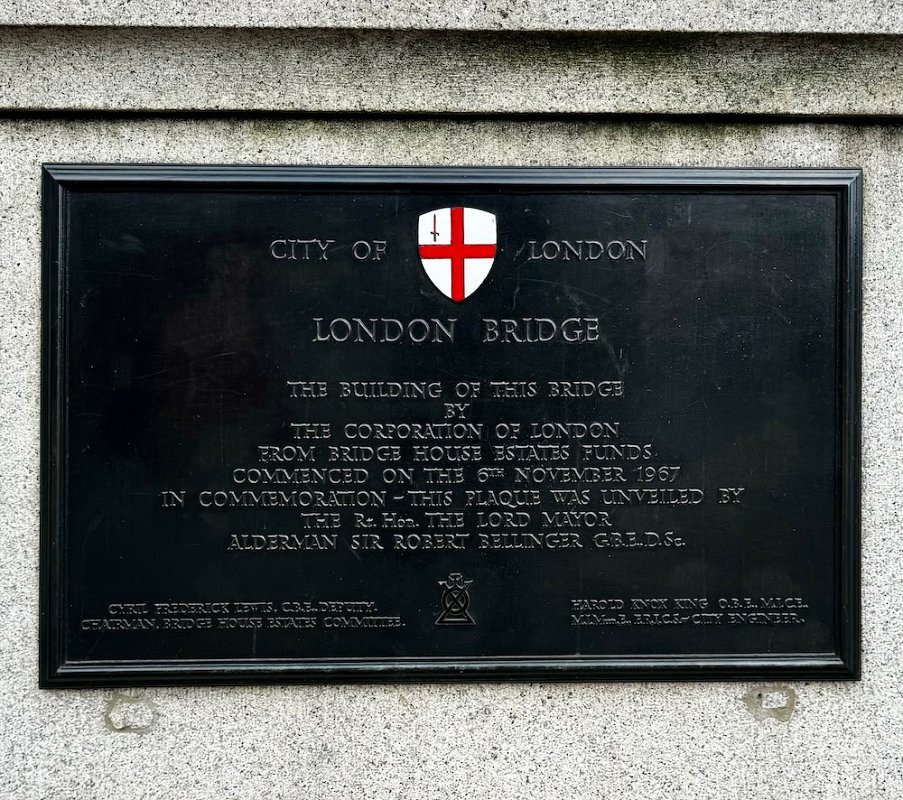 CITY OF LONDON
LONDON BRIDGE
THE BUILDING OF THIS BRIDGE
BY
THE CORPORATION OF LONDON
FROM BRIDGE HOUSE ESTATES FUNDS.
COMMENCED ON THE 6TH NOVEMBER 1967
IN COMMEMORATION - THIS PLAQUE WAS UNVEILED BY
THE Rt. Hon. THE LORD MAYOR
ALDERMAN SIR ROBERT BELLINGER G.B.E., D.Sc.
CYRIL FREDERICK LEWIS, C.B.E., DEPUTY.
CHAIRMAN, BRIDGE HOUSE ESTATES COMMITTEE.
HAROLD KNOX KING O.B.E., M.I.C.E.,
M.I.Mun.E., F.R.I.C.S. - CITY ENGINEER.